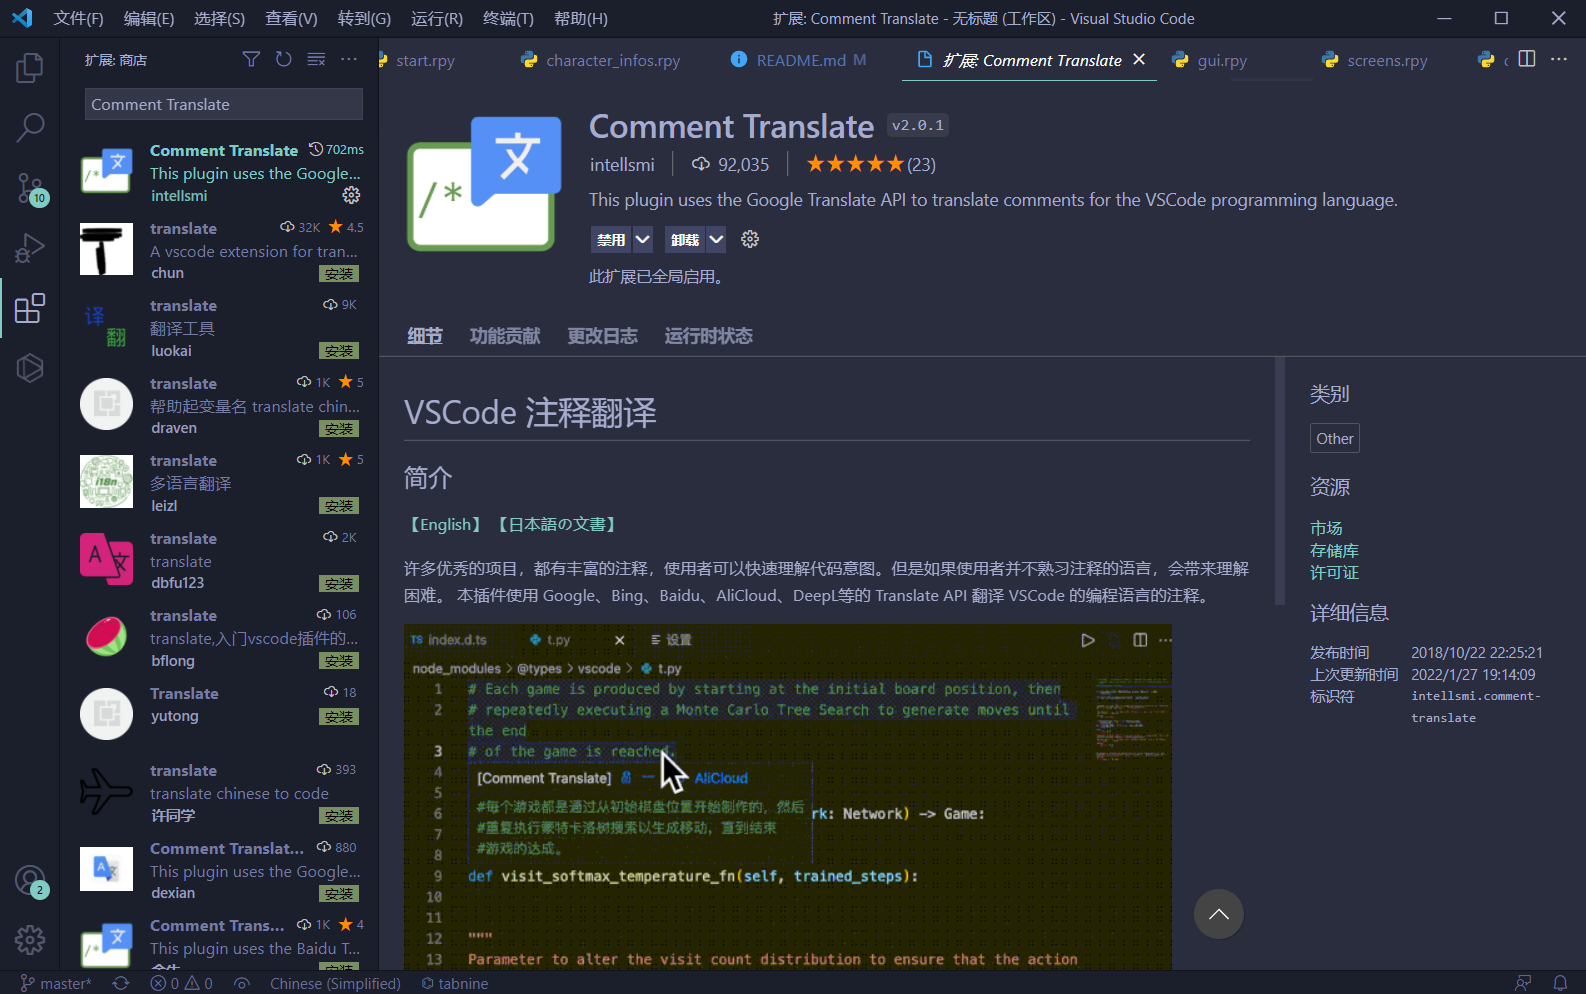 文件(F) 编辑(E) 选择(S) 查看(V) 转到(G) 运行(R) 终端(T) 帮助(H)
扩展: Comment Translate - 无标题 (工作区) - Visual Studio Code
扩展: 商店
start.rpy
character_infos.rpy
README.md M
扩展: Comment Translate
gui.rpy
screens.rpy
Comment Translate
Comment Translate 702ms
This plugin uses the Google...
intellsmi
translate 32K 4.5
A vscode extension for tran...
chun 安装
translate 9K
翻译工具
luokai 安装
translate 1K 5
帮助起变量名 translate chin...
draven 安装
translate 1K 5
多语言翻译
leizl 安装
translate 2K
translate
dbfu123 安装
translate 106
translate,入门vscode插件的...
bflong 安装
Translate 18
yutong 安装
translate 393
translate chinese to code
许同学 安装
Comment Translat... 880
This plugin uses the Google...
dexian 安装
Comment Trans... 1K 4
This plugin uses the Baidu T...
安装
译
翻
i18n
10
2
/*
文
Comment Translate v2.0.1
intellsmi 92,035 (23)
This plugin uses the Google Translate API to translate comments for the VSCode programming language.
禁用 卸载
此扩展已全局启用。
细节 功能贡献 更改日志 运行时状态
VSCode 注释翻译
简介
【English】 【日本語の文書】
许多优秀的项目，都有丰富的注释，使用者可以快速理解代码意图。但是如果使用者并不熟习注释的语言，会带来理解
困难。 本插件使用 Google、Bing、Baidu、AliCloud、DeepL等的 Translate API 翻译 VSCode 的编程语言的注释。
TS index.d.ts t.py 设置
node_modules > @types > vscode > t.py
1 # Each game is produced by starting at the initial board position, then
2 # repeatedly executing a Monte Carlo Tree Search to generate moves until
the end
3 # of the game is reached.
4 [Comment Translate] AliCloud
5 #每个游戏都是通过从初始棋盘位置开始制作的，然后
6 rk: Network) -> Game:
7 #重复执行蒙特卡洛树搜索以生成移动，直到结束
8 #游戏的达成。
9 def visit_softmax_temperature_fn(self, trained_steps):
10
11
12 """
13 Parameter to alter the visit count distribution to ensure that the action
类别
Other
资源
市场
存储库
许可证
详细信息
发布时间 2018/10/22 22:25:21
上次更新时间 2022/1/27 19:14:09
标识符 intellsmi.comment-
translate
master* 0 0 Chinese (Simplified) tabnine